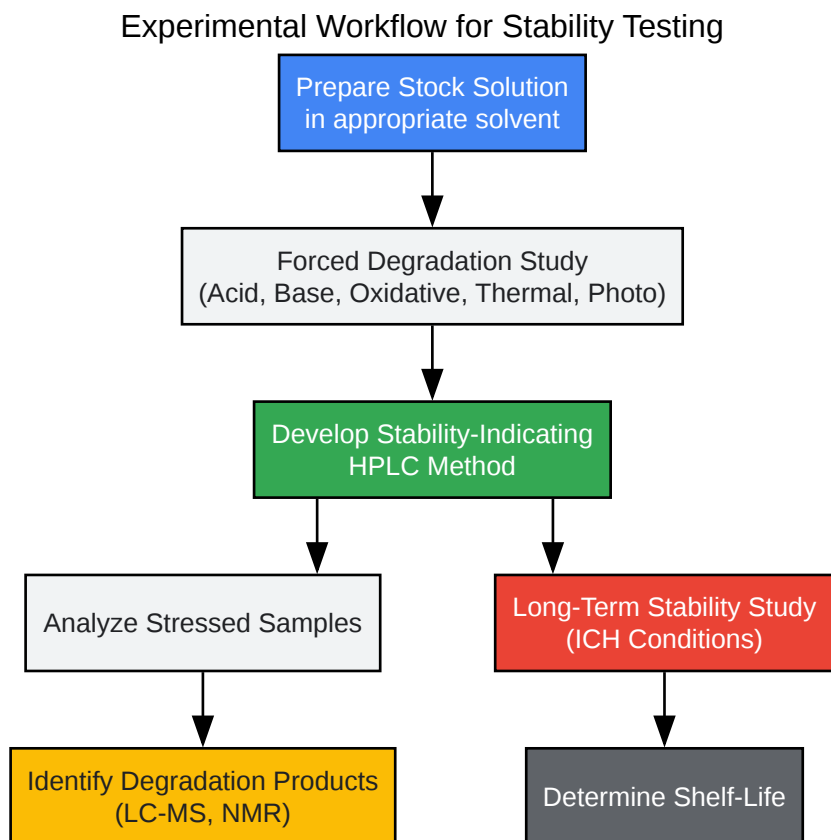 Experimental Workflow for Stability Testing
Prepare Stock Solution
in appropriate solvent
Forced Degradation Study
(Acid, Base, Oxidative, Thermal, Photo)
Develop Stability-Indicating
HPLC Method
Analyze Stressed Samples
Long-Term Stability Study
(ICH Conditions)
Identify Degradation Products
(LC-MS, NMR)
Determine Shelf-Life